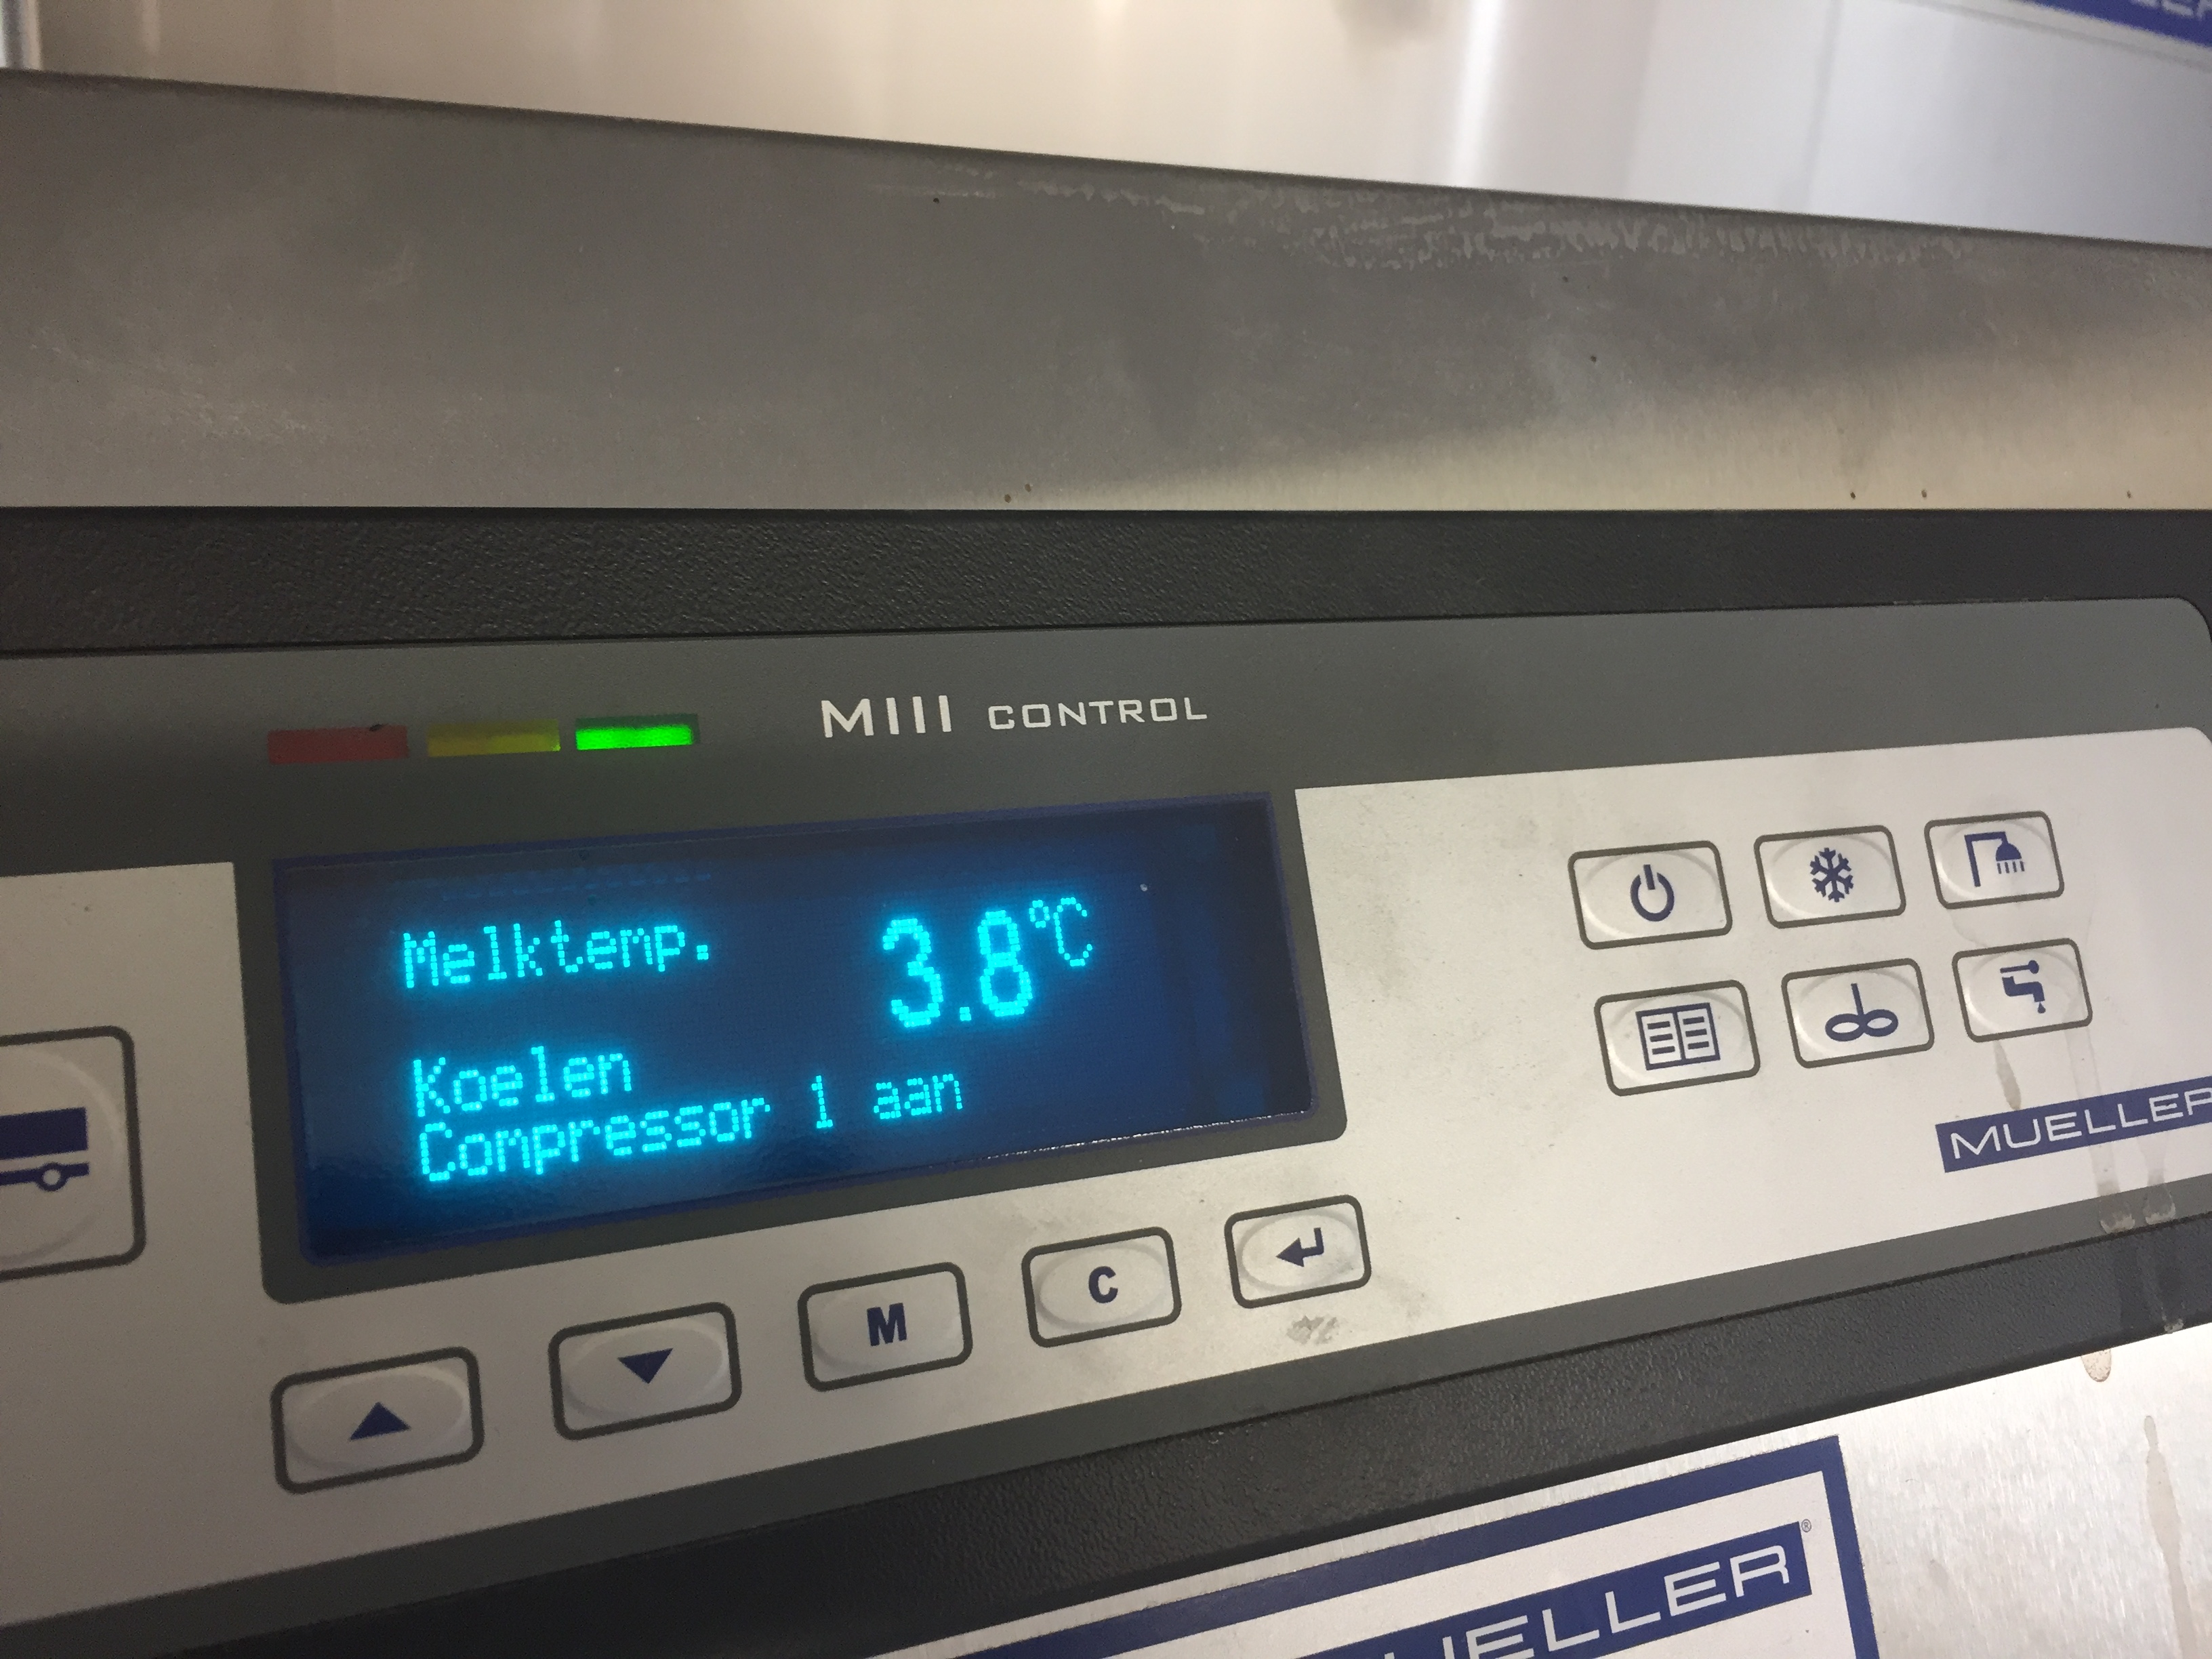 MIII CONTROL
Melktemp. 3.8°C
Koelen
Compressor 1 aan
M
C
MUELLER
MUELLER®